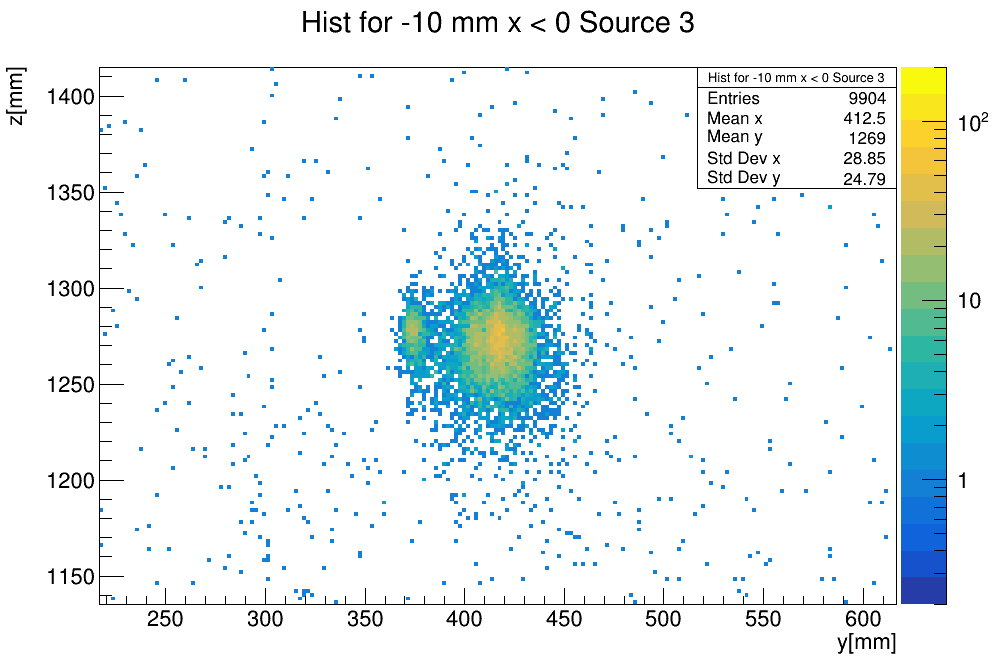 Hist for -10 mm x < 0 Source 3
z[mm]
1400
1350
1300
1250
1200
1150
250 300 350 400 450 500 550 600
y[mm]
Hist for -10 mm x < 0 Source 3
Entries 9904
Mean x 412.5
Mean y 1269
Std Dev x 28.85
Std Dev y 24.79
10²
10
1